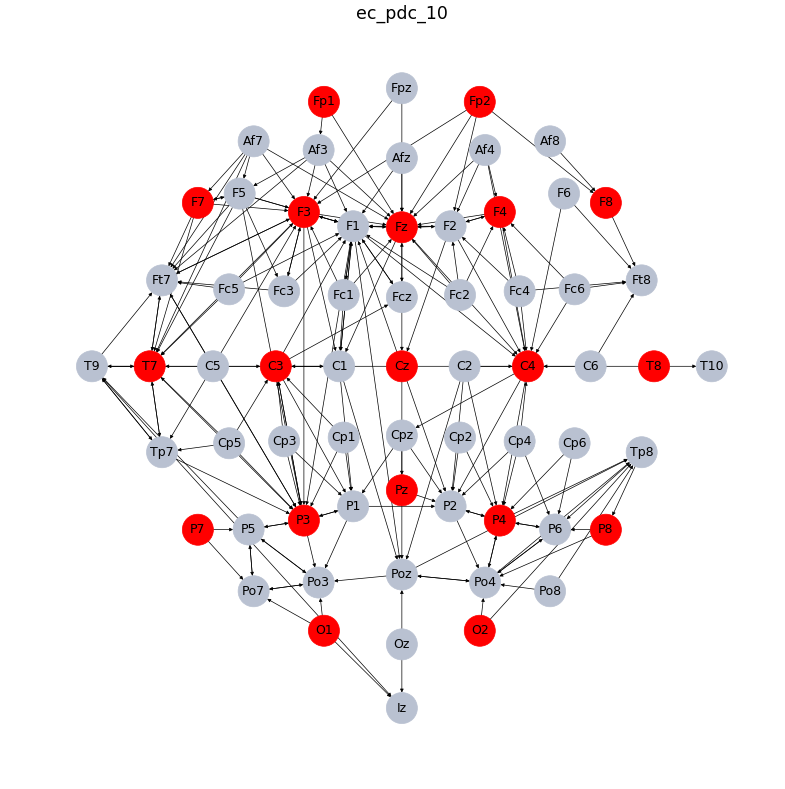 ec_pdc_10
Fpz
Fp1 Fp2
Af7 Af8
Af3 Af4
Afz
F5 F6
F7 F8
F3 F4
F1 Fz F2
Ft7 Ft8
Fc5 Fc3 Fc1 Fcz Fc2 Fc4 Fc6
T9 T7 C5 C3 C1 Cz C2 C4 C6 T8 T10
Cp5 Cp3 Cp1 Cpz Cp2 Cp4 Cp6
Tp7 Tp8
Pz
P1 P2
P3 P4
P7 P5 P6 P8
Poz
Po7 Po3 Po4 Po8
O1 O2
Oz
Iz